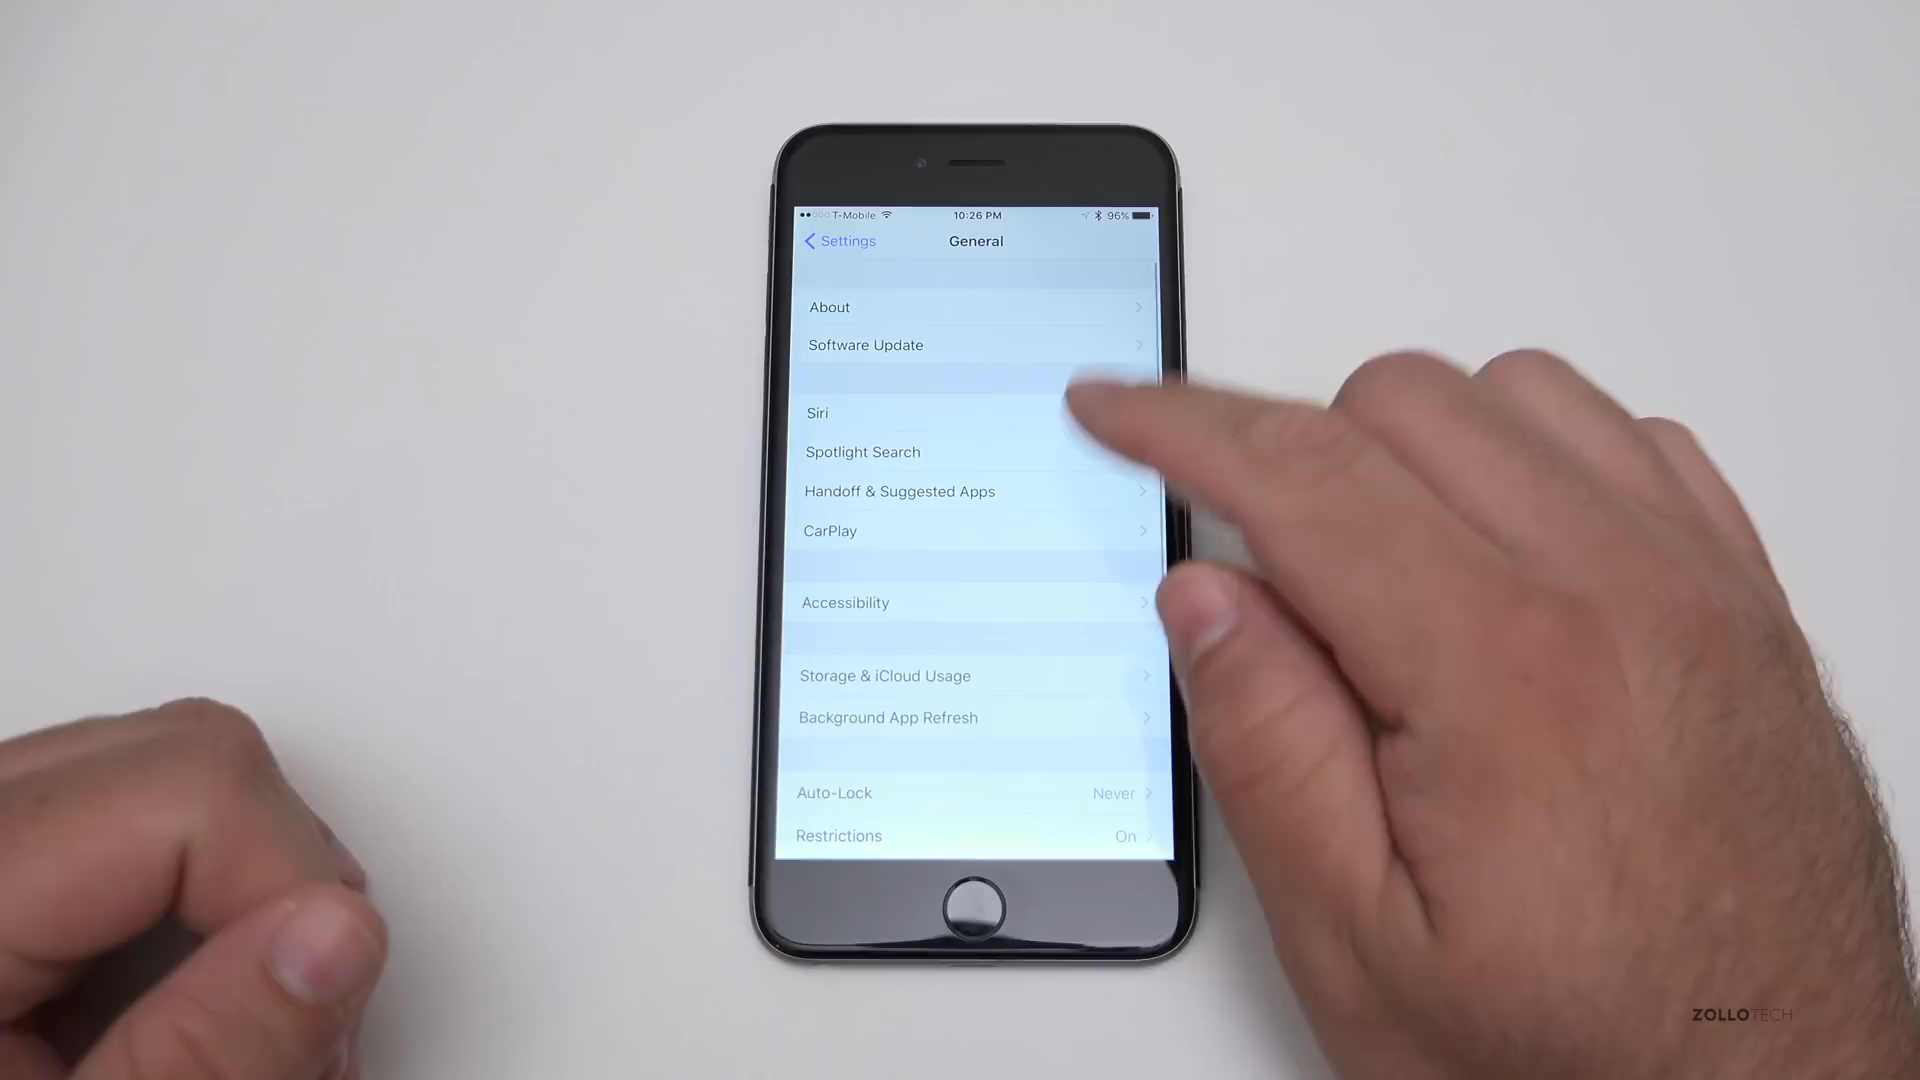 T-Mobile 10:26 PM 96%
Settings General
About
Software Update
Siri
Spotlight Search
Handoff & Suggested Apps
CarPlay
Accessibility
Storage & iCloud Usage
Background App Refresh
Auto-Lock Never
Restrictions On
ZOLLOTECH